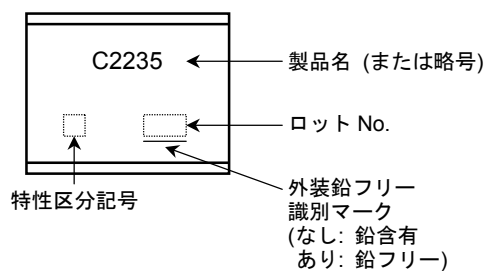 C2235
製品名 (または略号)
ロット No.
特性区分記号
外装鉛フリー
識別マーク
(なし: 鉛含有
あり: 鉛フリー)